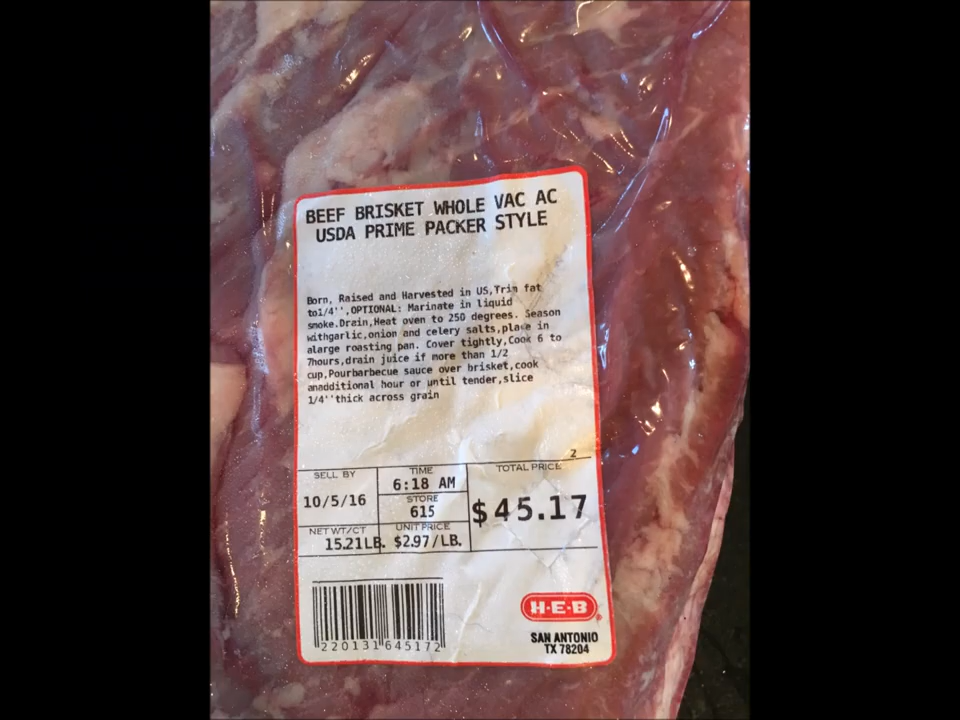 BEEF BRISKET WHOLE VAC AC
USDA PRIME PACKER STYLE
Born, Raised and Harvested in US,Trim fat
to1/4'',OPTIONAL: Marinate in liquid
smoke.Drain,Heat oven to 250 degrees. Season
withgarlic,onion and celery salts,place in
alarge roasting pan. Cover tightly,Cook 6 to
7hours,drain juice if more than 1/2
cup,Pourbarbecue sauce over brisket,cook
anadditional hour or until tender,slice
1/4''thick across grain
2
SELL BY TIME TOTAL PRICE
6:18 AM
10/5/16 STORE $45.17
615
NET WT/CT UNIT PRICE
15.21LB. $2.97/LB.
H-E-B
SAN ANTONIO
TX 78204
220131 645172